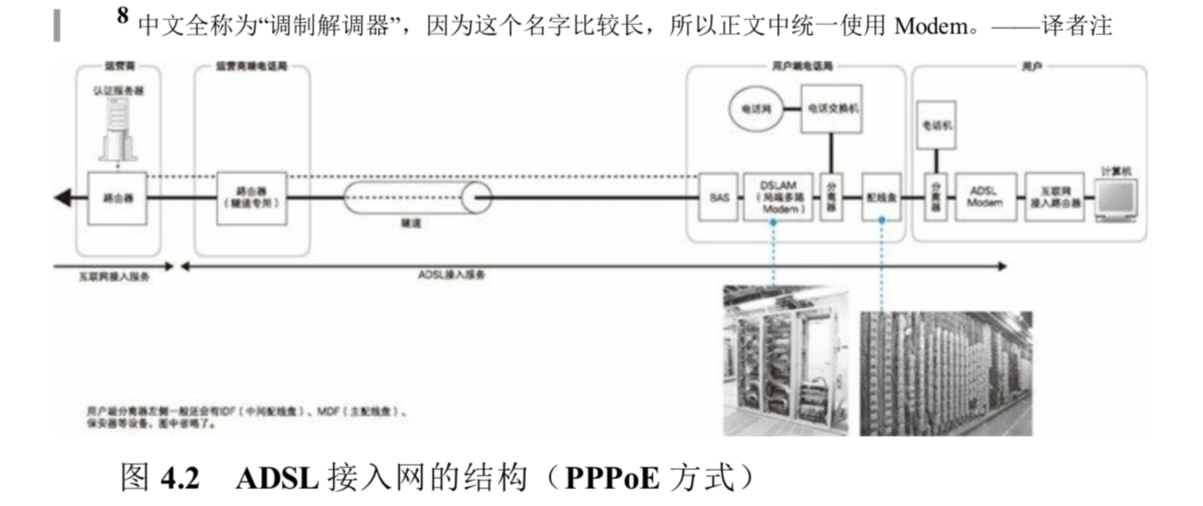 8 中文全称为“调制解调器”，因为这个名字比较长，所以正文中统一使用 Modem。——译者注
运营商
运营商端电话局
用户端电话局
用户
认证服务器
电话网
电话交换机
电话机
计算机
路由器
路由器
（隧道专用）
隧道
BAS
DSLAM
（局端多路
Modem）
分离器
配线盘
分离器
ADSL
Modem
互联网
接入路由器
互联网接入服务
ADSL接入服务
用户端分离器左侧一般还会有IDF（中间配线盘）、MDF（主配线盘）、
保安器等设备，图中省略了。
图 4.2 ADSL 接入网的结构（PPPoE 方式）